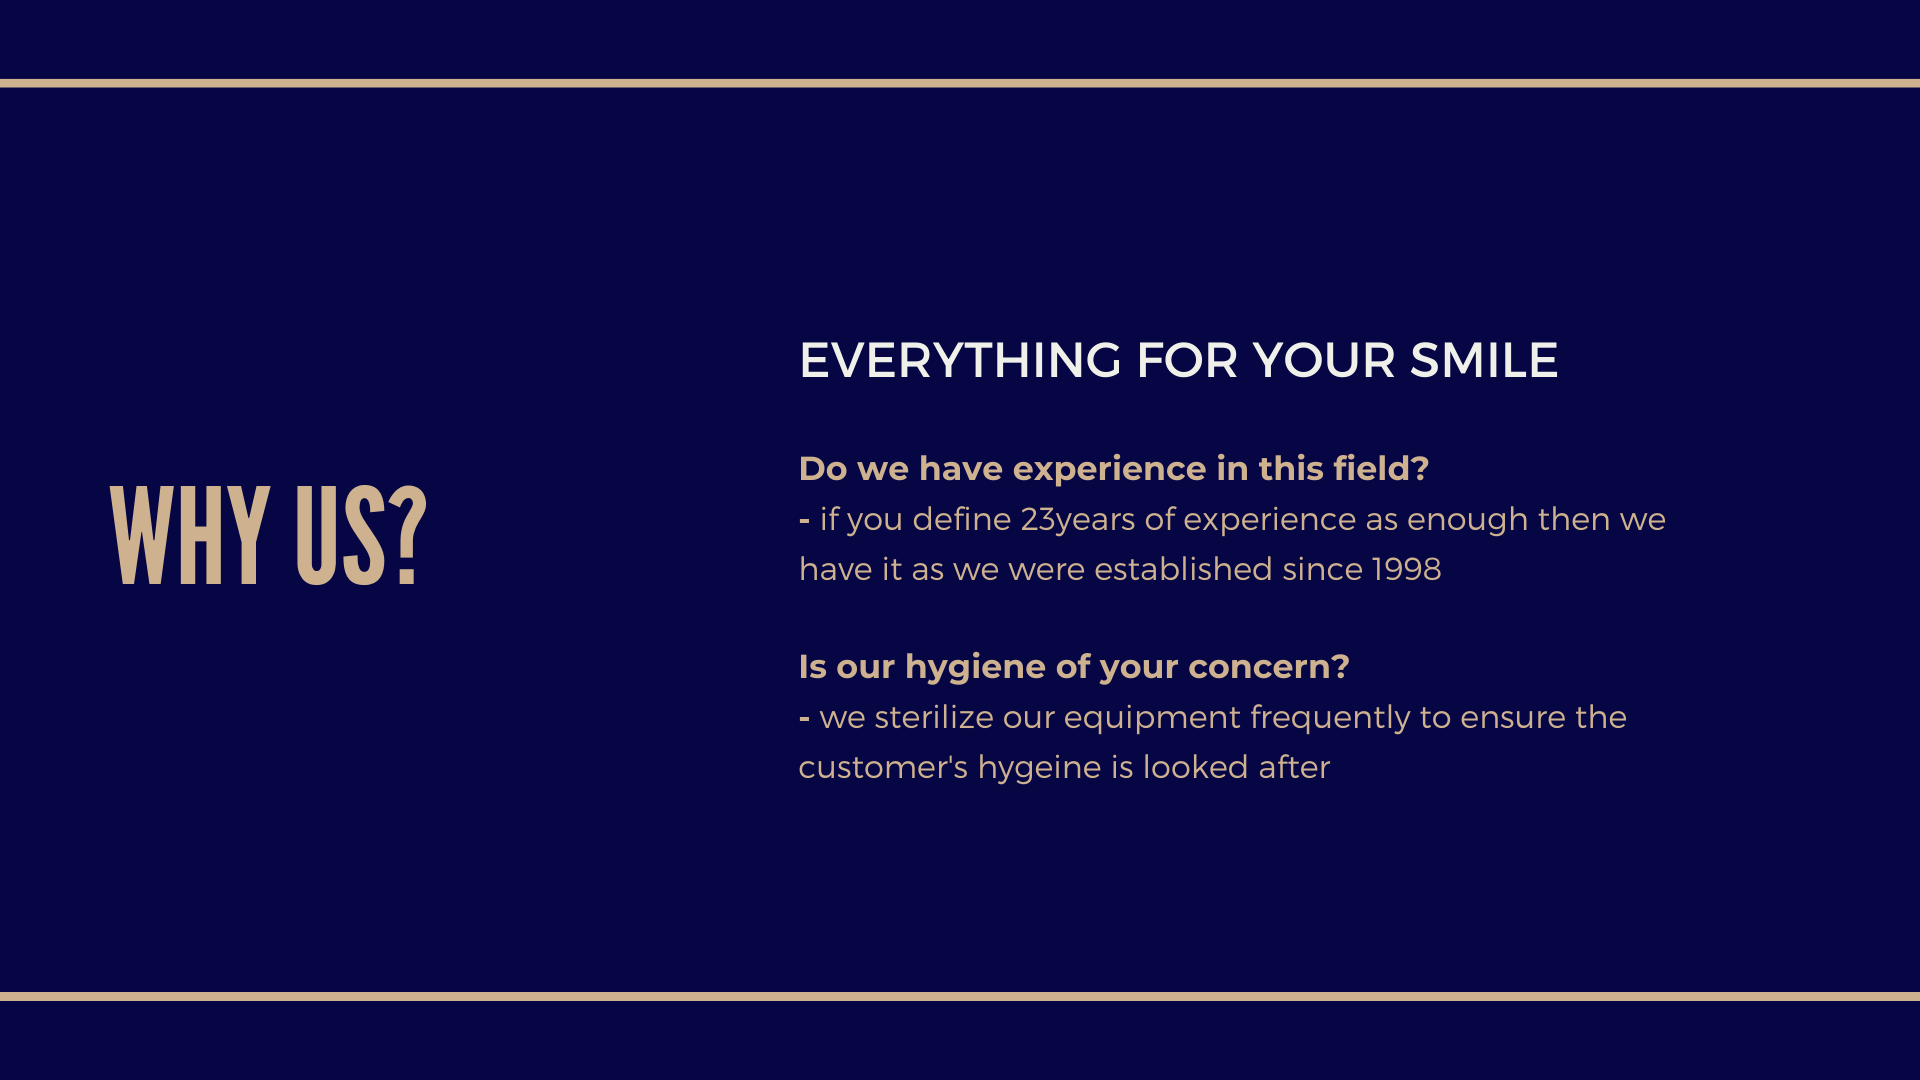 WHY US?
EVERYTHING FOR YOUR SMILE
Do we have experience in this field?
- if you define 23years of experience as enough then we
have it as we were established since 1998
Is our hygiene of your concern?
- we sterilize our equipment frequently to ensure the
customer's hygeine is looked after